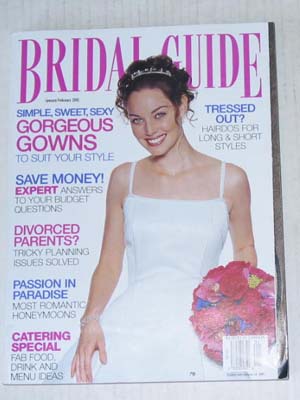 BRIDAL GUIDE
January/February 2001
SIMPLE, SWEET, SEXY
GORGEOUS
GOWNS
TO SUIT YOUR STYLE
TRESSED
OUT?
HAIRDOS FOR
LONG & SHORT
STYLES
SAVE MONEY!
EXPERT ANSWERS
TO YOUR BUDGET
QUESTIONS
DIVORCED
PARENTS?
TRICKY PLANNING
ISSUES SOLVED
PASSION IN
PARADISE
MOST ROMANTIC
HONEYMOONS
CATERING
SPECIAL
FAB FOOD,
DRINK AND
MENU IDEAS